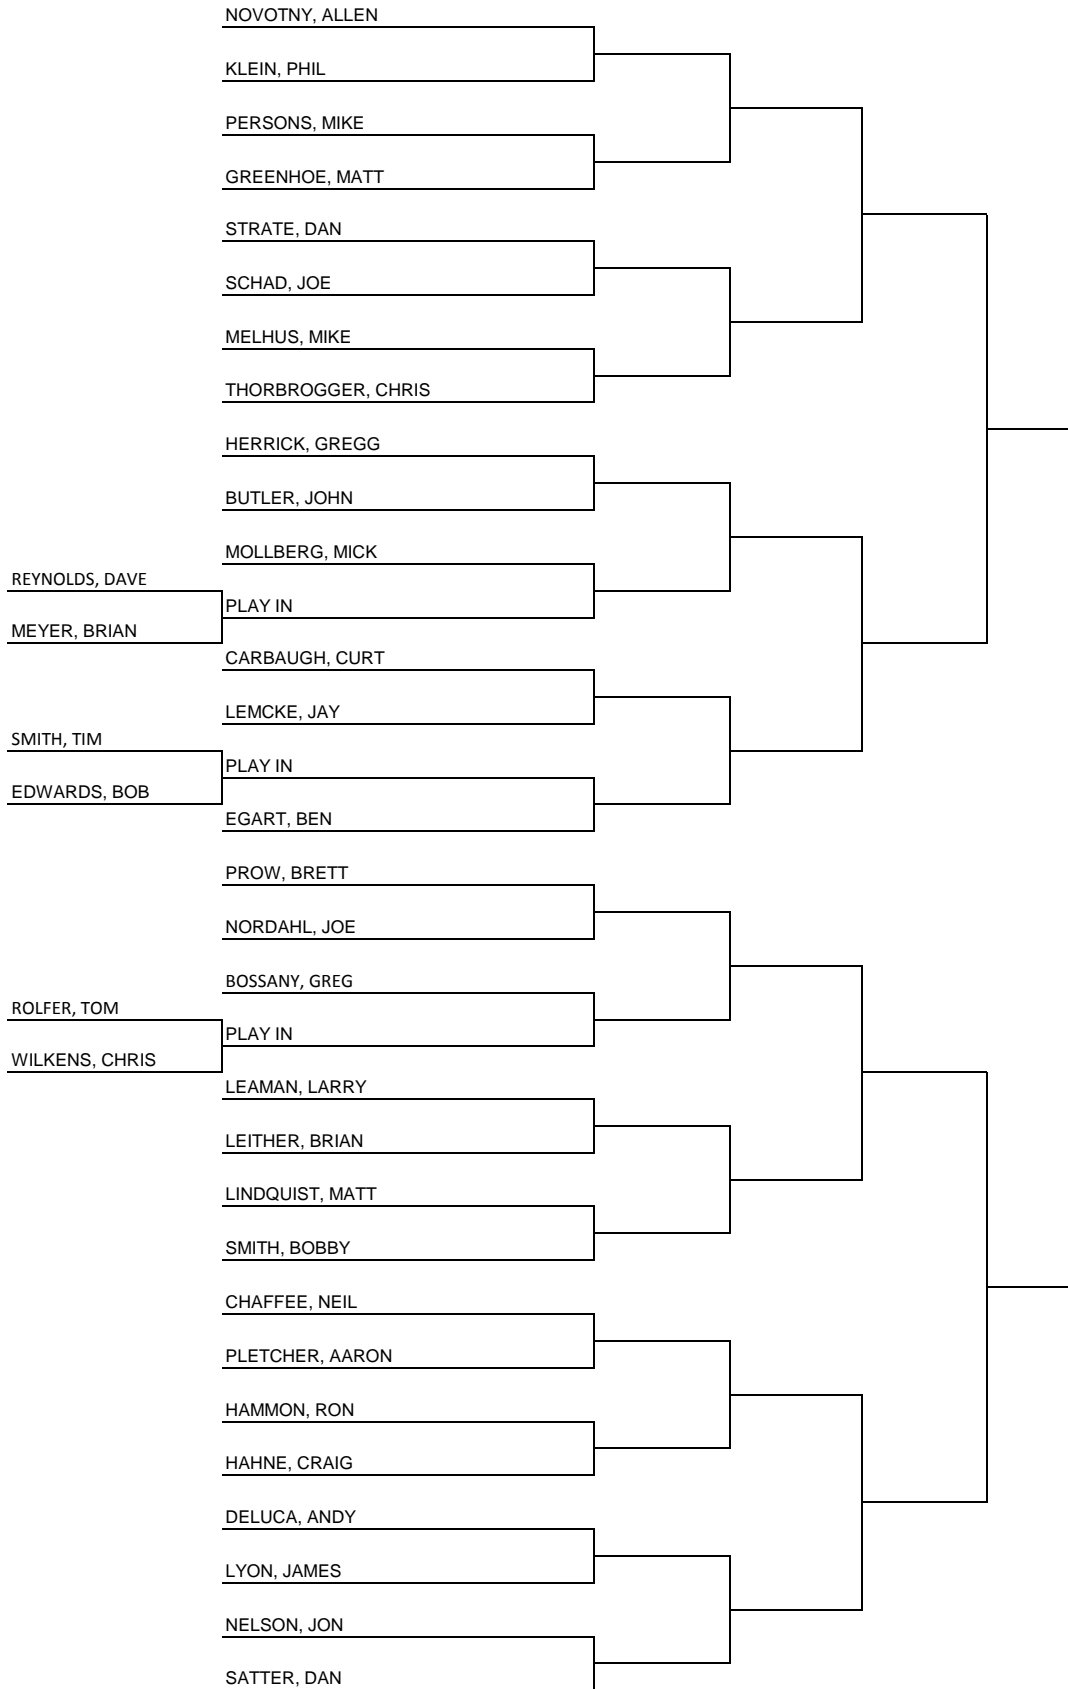 NOVOTNY, ALLEN
KLEIN, PHIL
PERSONS, MIKE
GREENHOE, MATT
STRATE, DAN
SCHAD, JOE
MELHUS, MIKE
THORBROGGER, CHRIS
HERRICK, GREGG
BUTLER, JOHN
MOLLBERG, MICK
REYNOLDS, DAVE
PLAY IN
MEYER, BRIAN
CARBAUGH, CURT
LEMCKE, JAY
SMITH, TIM
PLAY IN
EDWARDS, BOB
EGART, BEN
PROW, BRETT
NORDAHL, JOE
BOSSANY, GREG
ROLFER, TOM
PLAY IN
WILKENS, CHRIS
LEAMAN, LARRY
LEITHER, BRIAN
LINDQUIST, MATT
SMITH, BOBBY
CHAFFEE, NEIL
PLETCHER, AARON
HAMMON, RON
HAHNE, CRAIG
DELUCA, ANDY
LYON, JAMES
NELSON, JON
SATTER, DAN